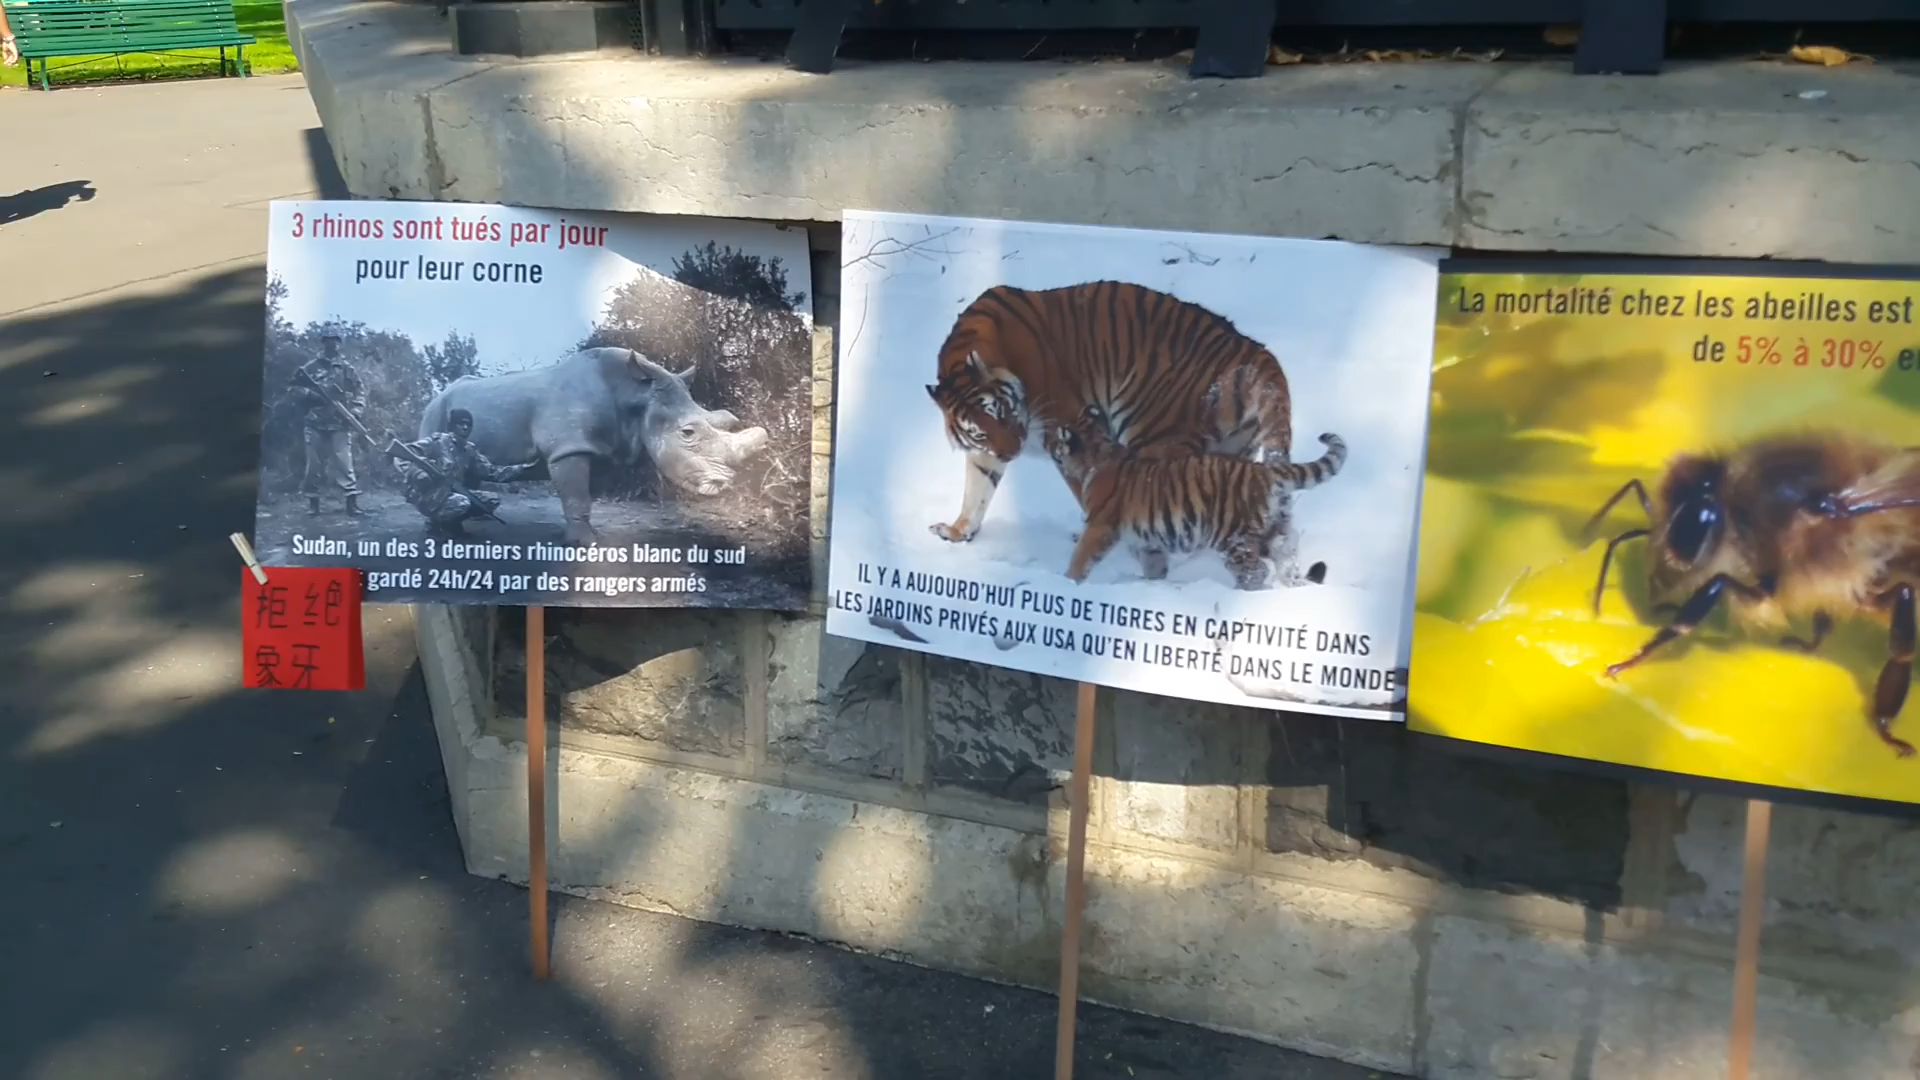 3 rhinos sont tués par jour
pour leur corne
Sudan, un des 3 derniers rhinocéros blanc du sud
gardé 24h/24 par des rangers armés
拒绝
象牙
IL Y A AUJOURD'HUI PLUS DE TIGRES EN CAPTIVITÉ DANS
LES JARDINS PRIVÉS AUX USA QU'EN LIBERTÉ DANS LE MONDE
La mortalité chez les abeilles est
de 5% à 30%